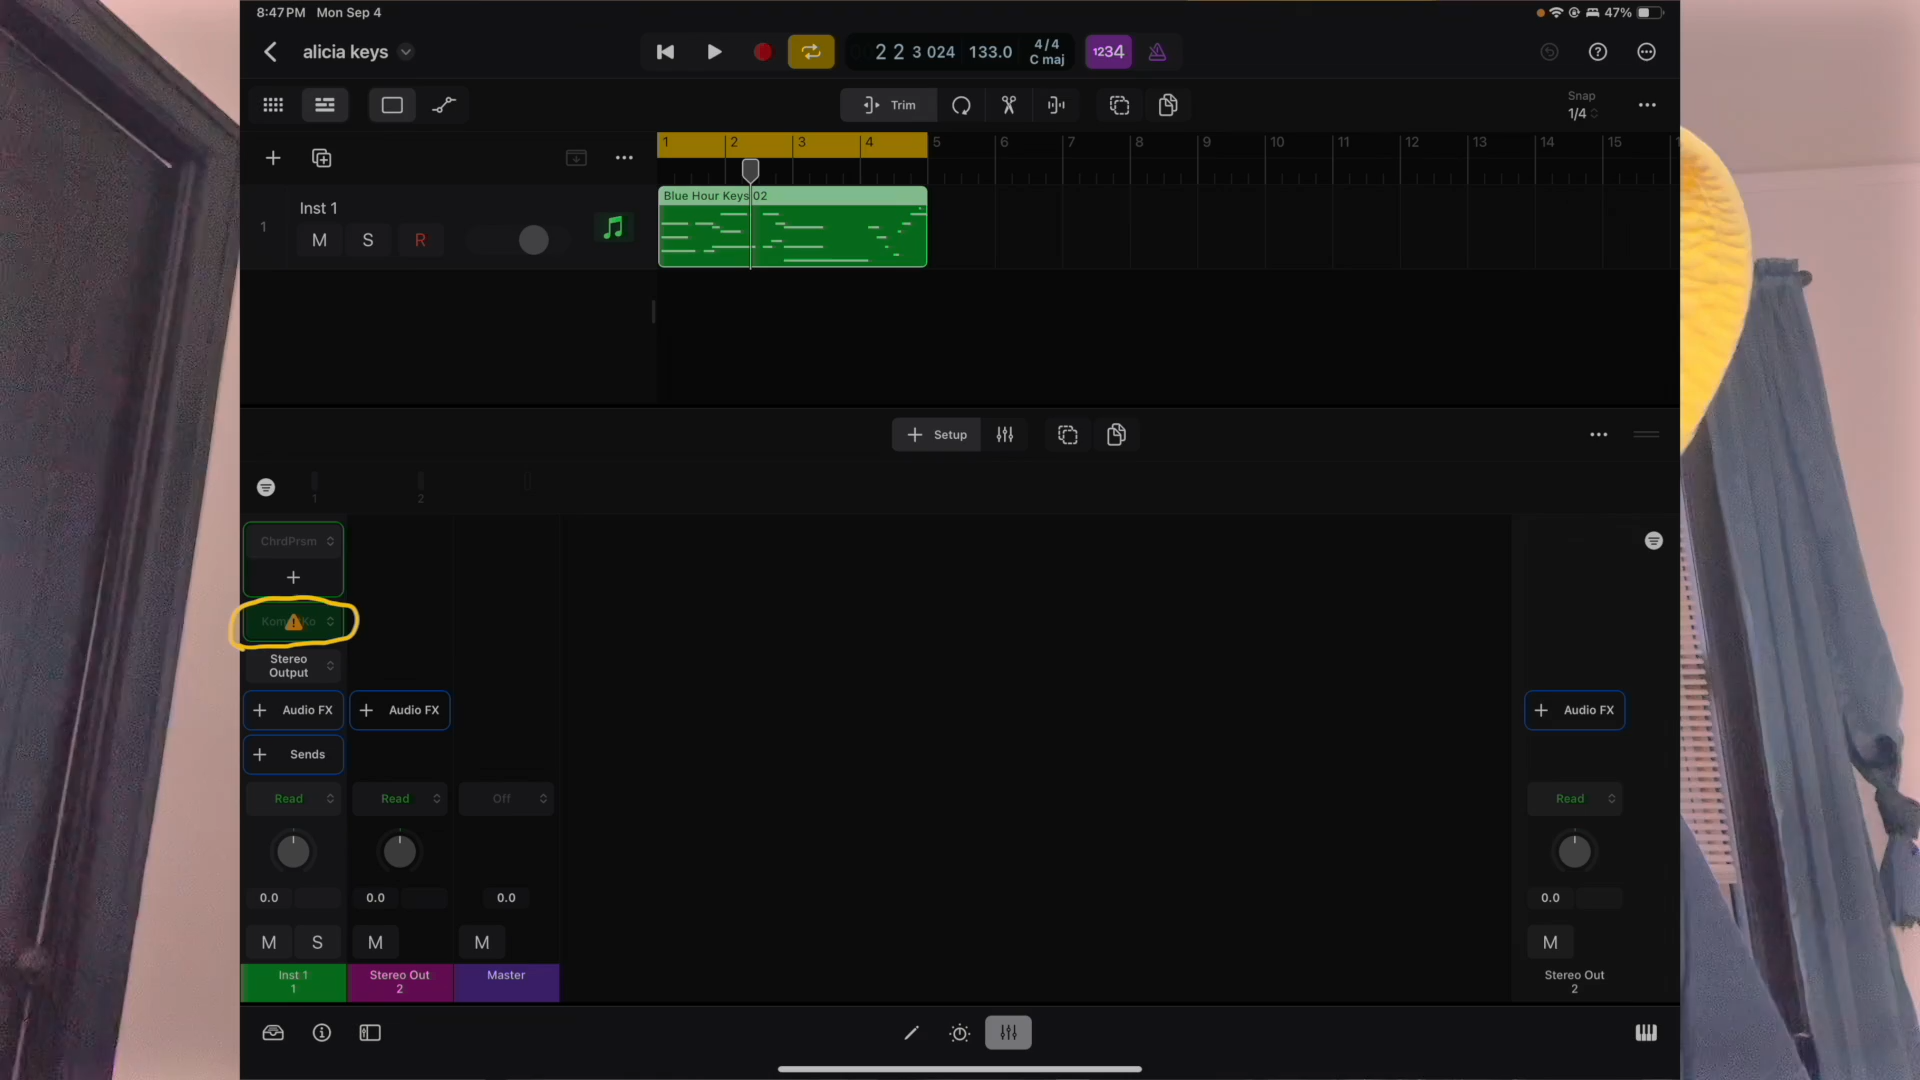 8:47 PM Mon Sep 4
47%
alicia keys
2 2 3 024
133.0
4/4
C maj
1234
Trim
Snap
1/4
1 2 3 4 5 6 7 8 9 10 11 12 13 14 15
Blue Hour Keys 02
1
Inst 1
M S R
Setup
1 2
ChrdPrsm
Stereo
Output
Audio FX Audio FX Audio FX
Sends
Read Read Off Read
0.0 0.0 0.0 0.0
M S M M M
Inst 1 Stereo Out Master Stereo Out
1 2 2